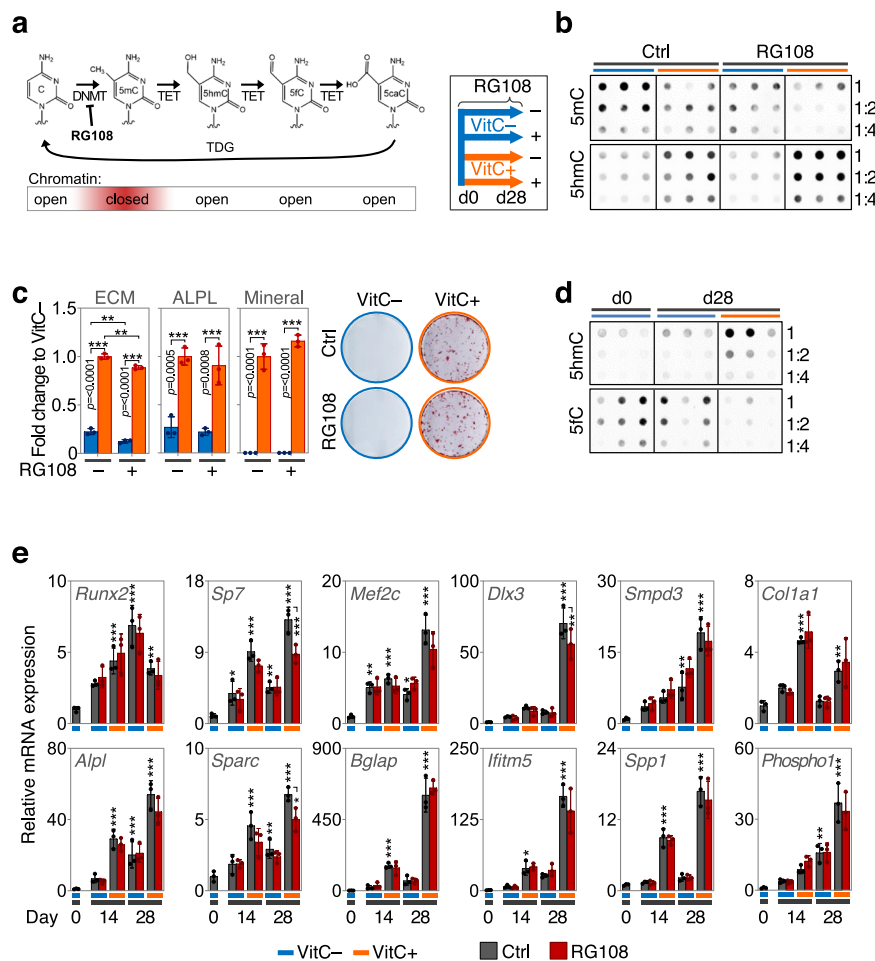 a
CH3
NH2
N
C
N
O
DNMT
RG108
NH2
5mC
N
N
O
TET
OH
NH2
5hmC
N
N
O
TET
O
NH2
5fC
N
N
O
TET
O
HO
NH2
5caC
N
N
O
TDG
Chromatin:
open closed open open open
RG108
VitC− −
+
VitC+ −
+
d0 d28
b
Ctrl RG108
5mC
1
1:2
1:4
5hmC
1
1:2
1:4
c
Fold change to VitC−
1.5
1.0
0.5
0
ECM ALPL Mineral
** ** *** ***
p=<0.0001 p=<0.0001
*** ***
p=0.0005 p=0.0008
*** ***
p=<0.0001 p=<0.0001
RG108 − + − + − +
VitC− VitC+
Ctrl
RG108
d
d0 d28
5hmC
1
1:2
1:4
5fC
1
1:2
1:4
e
Relative mRNA expression
Runx2 Sp7 Mef2c Dlx3 Smpd3 Col1a1
10 18 20 100 30 8
5 9 10 50 15 4
0 0 0 0 0 0
*** *** **
* *** ** *** ***
** *** * ***
*** **
** ***
*** **
Alpl Sparc Bglap Ifitm5 Spp1 Phospho1
80 10 900 250 24 60
40 5 450 125 12 30
0 0 0 0 0 0
*** *** ***
*** ** *** *
*** ***
* ***
*** ***
** ***
Day 0 14 28 0 14 28 0 14 28 0 14 28 0 14 28 0 14 28
VitC− VitC+ Ctrl RG108